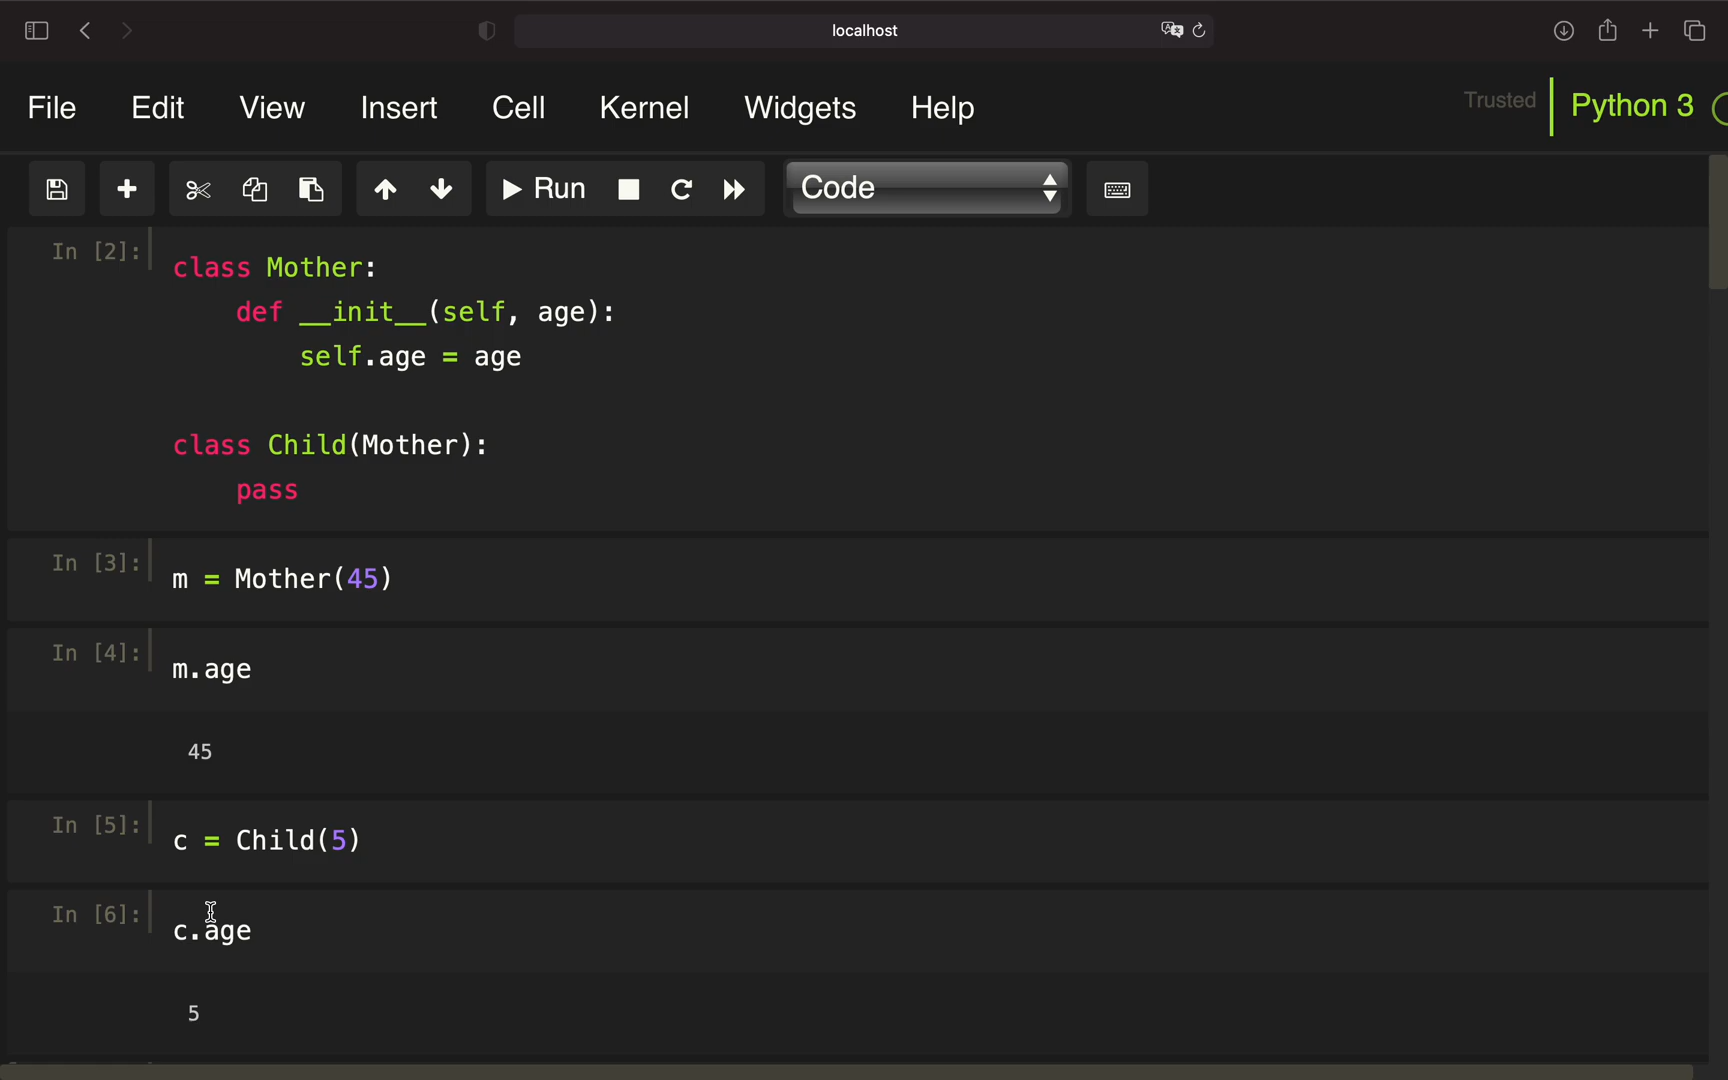 localhost
File Edit View Insert Cell Kernel Widgets Help Trusted Python 3
Run Code
In [2]:
class Mother:
    def __init__(self, age):
        self.age = age
class Child(Mother):
    pass
In [3]:
m = Mother(45)
In [4]:
m.age
45
In [5]:
c = Child(5)
In [6]:
c.age
5